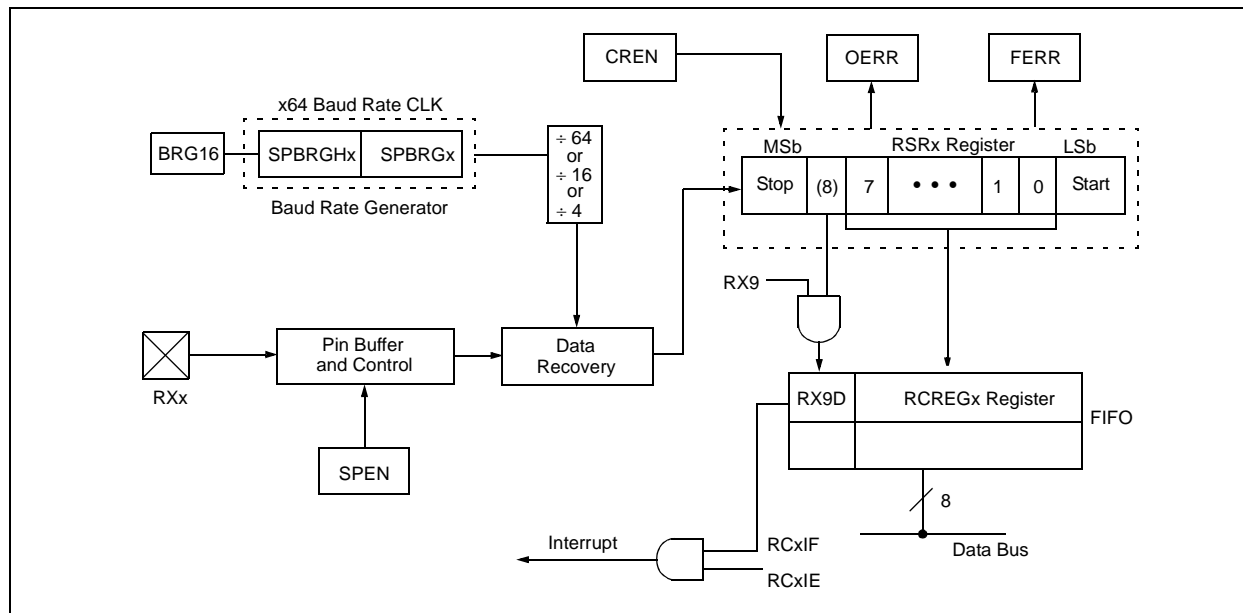 CREN
OERR
FERR
x64 Baud Rate CLK
BRG16
SPBRGHx
SPBRGx
Baud Rate Generator
÷ 64
or
÷ 16
or
÷ 4
MSb
RSRx Register
LSb
Stop
(8)
7
• • •
1
0
Start
RX9
RXx
Pin Buffer
and Control
Data
Recovery
SPEN
RX9D
RCREGx Register
FIFO
8
Data Bus
Interrupt
RCxIF
RCxIE